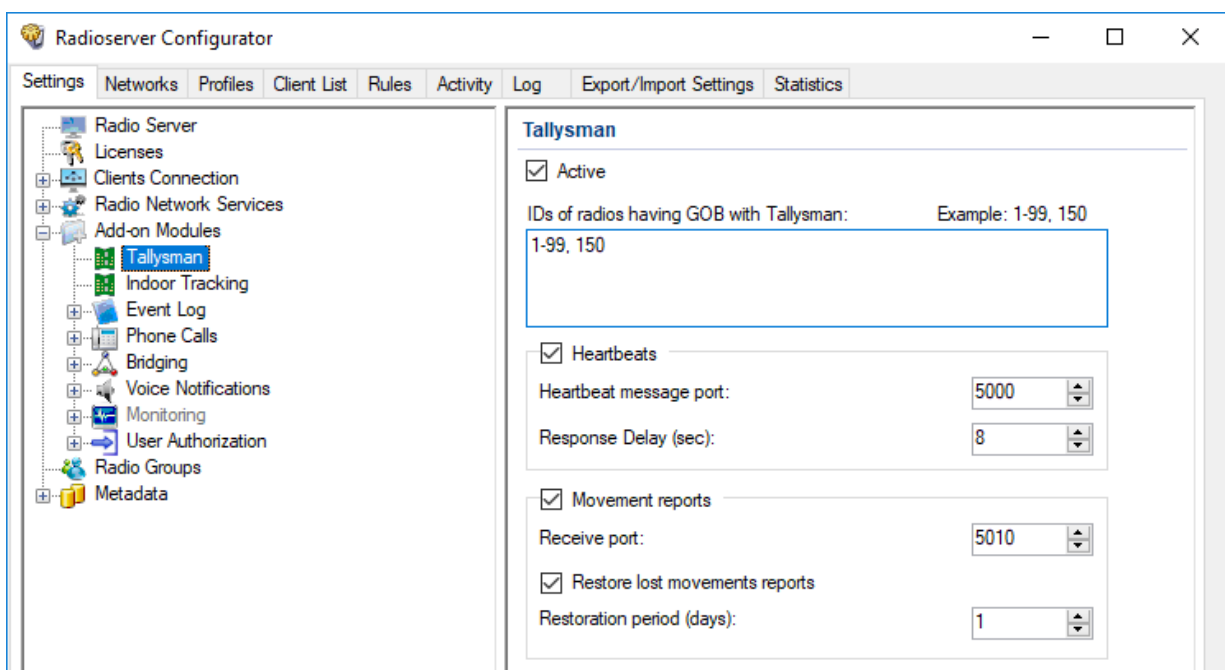 Radioserver Configurator
Settings Networks Profiles Client List Rules Activity Log Export/Import Settings Statistics
Radio Server
Licenses
Clients Connection
Radio Network Services
Add-on Modules
Tallysman
Indoor Tracking
Event Log
Phone Calls
Bridging
Voice Notifications
Monitoring
User Authorization
Radio Groups
Metadata
Tallysman
Active
IDs of radios having GOB with Tallysman: Example: 1-99, 150
1-99, 150
Heartbeats
Heartbeat message port: 5000
Response Delay (sec): 8
Movement reports
Receive port: 5010
Restore lost movements reports
Restoration period (days): 1